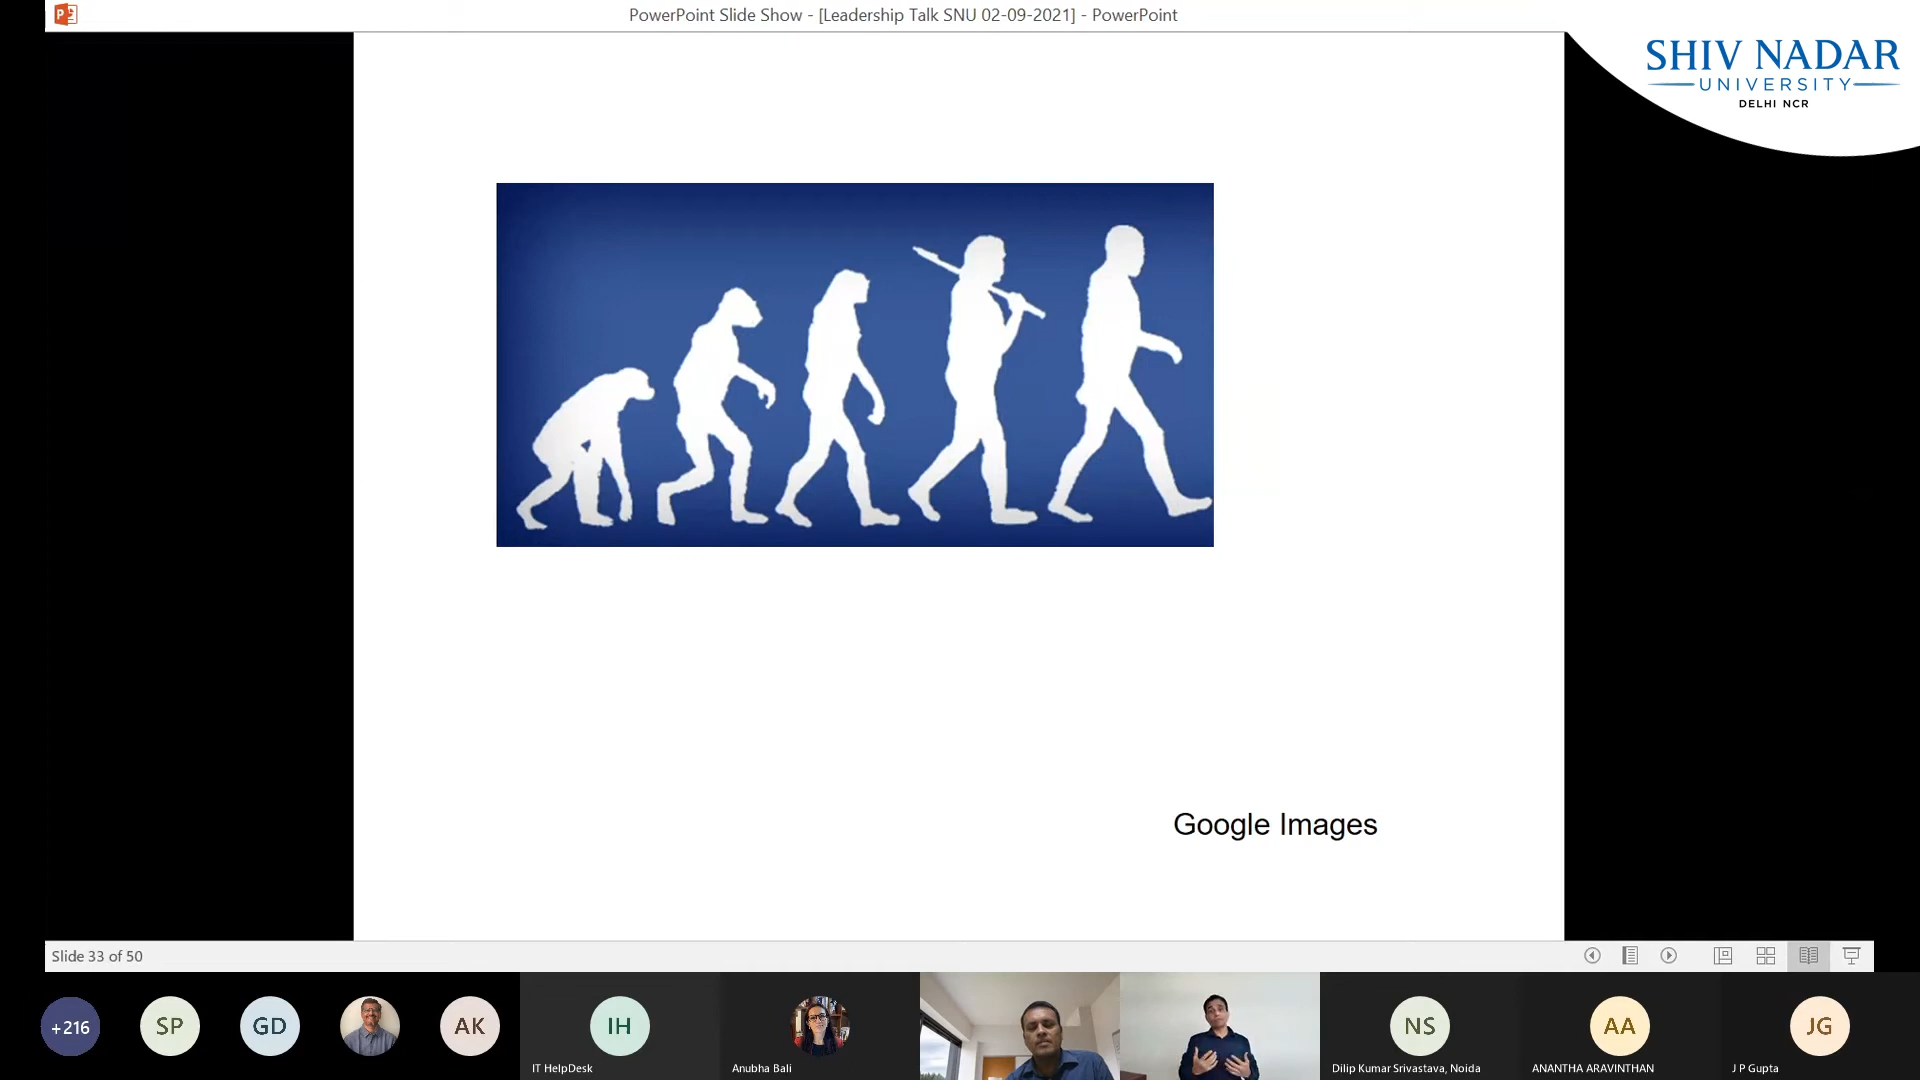 PowerPoint Slide Show - [Leadership Talk SNU 02-09-2021] - PowerPoint
SHIV NADAR
UNIVERSITY
DELHI NCR
Google Images
Slide 33 of 50
+216
SP
GD
AK
IH
IT HelpDesk
Anubha Bali
NS
Dilip Kumar Srivastava, Noida
AA
ANANTHA ARAVINTHAN
JG
J P Gupta